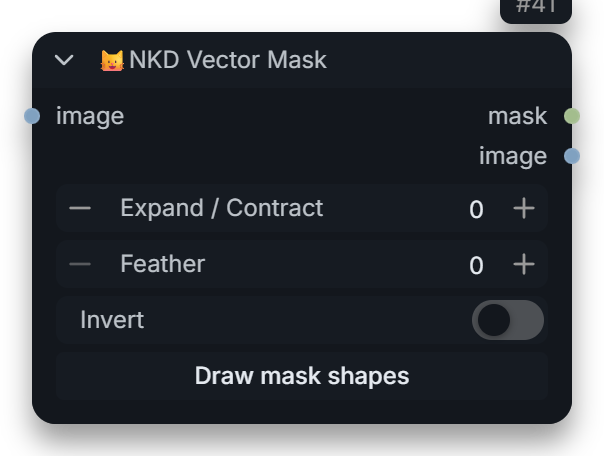 #41
NKD Vector Mask
image mask
image
Expand / Contract 0
Feather 0
Invert
Draw mask shapes